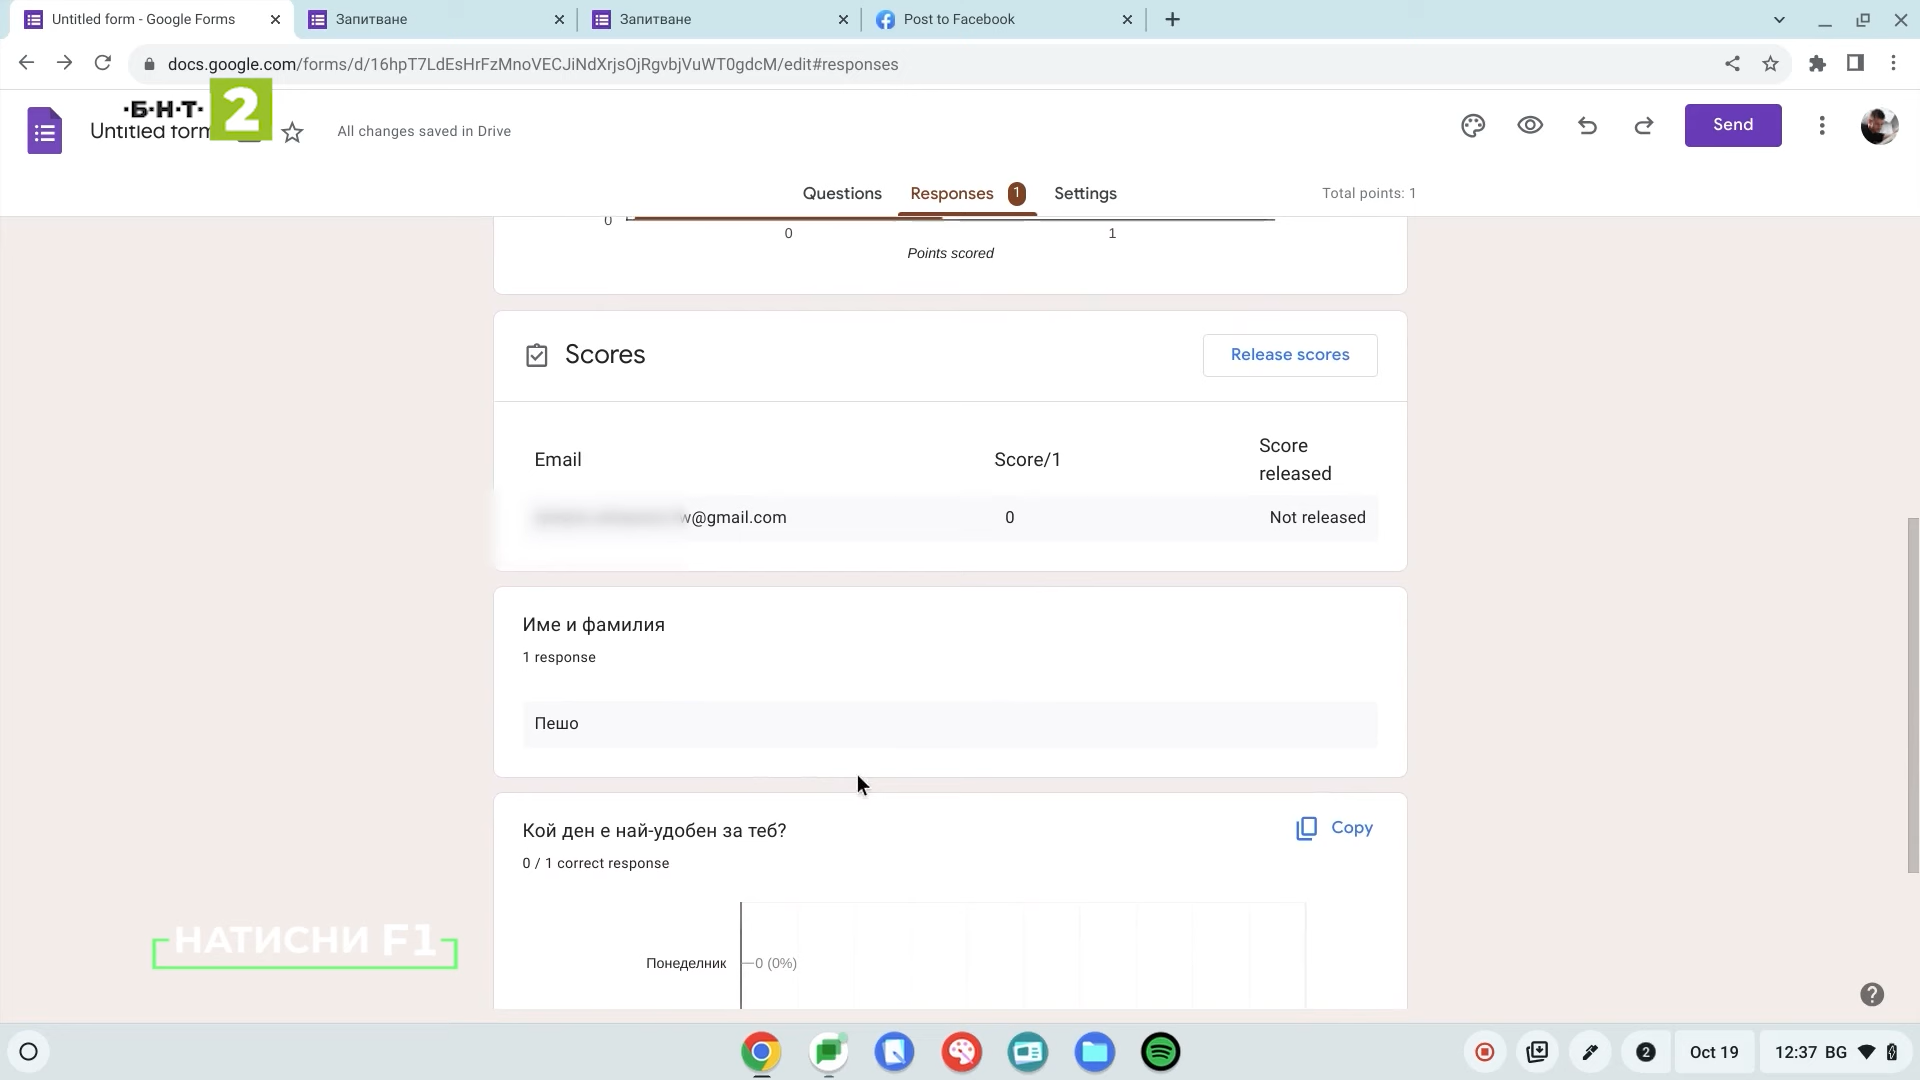 Untitled form - Google Forms
Запитване
Запитване
Post to Facebook
docs.google.com/forms/d/16hpT7LdEsHrFzMnoVECJiNdXrjsOjRgvbjVuWT0gdcM/edit#responses
·Б·Н·Т· 2
Untitled form
All changes saved in Drive
Send
Questions
Responses 1
Settings
Total points: 1
0
0 1
Points scored
Scores
Release scores
Email
Score/1
Score released
w@gmail.com
0
Not released
Име и фамилия
1 response
Пешо
Кой ден е най-удобен за теб?
Copy
0 / 1 correct response
Понеделник
0 (0%)
НАТИСНИ F1
2
Oct 19
12:37 BG